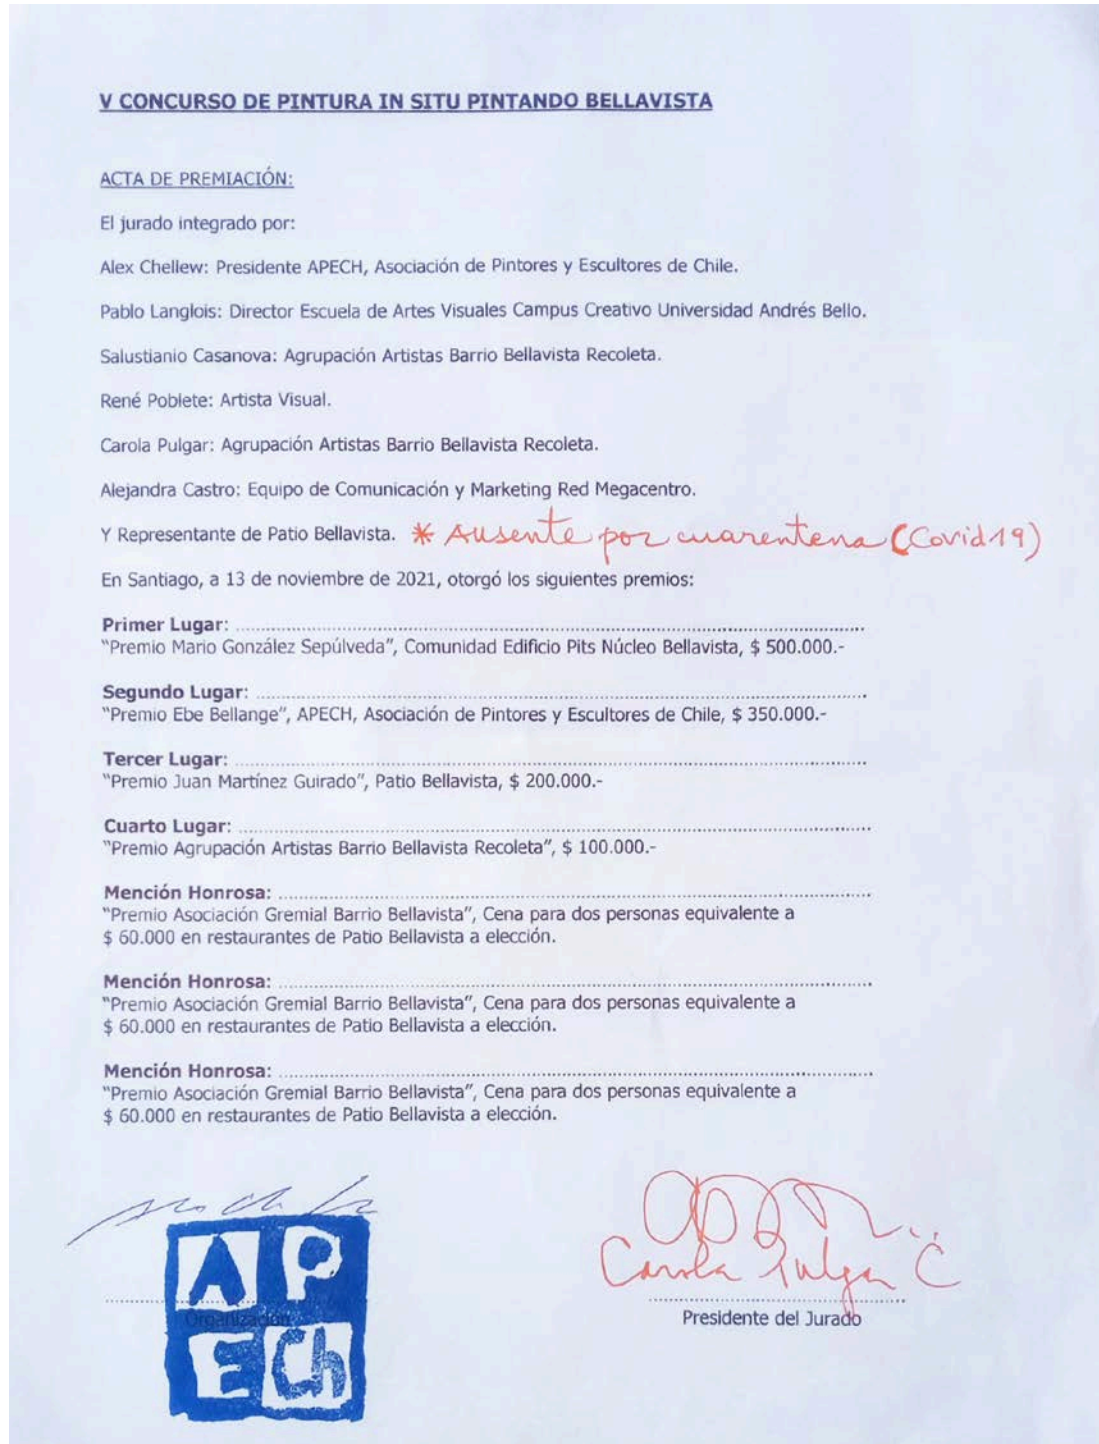 V CONCURSO DE PINTURA IN SITU PINTANDO BELLAVISTA
ACTA DE PREMIACIÓN:
El jurado integrado por:
Alex Chellew: Presidente APECH, Asociación de Pintores y Escultores de Chile.
Pablo Langlois: Director Escuela de Artes Visuales Campus Creativo Universidad Andrés Bello.
Salustianio Casanova: Agrupación Artistas Barrio Bellavista Recoleta.
René Poblete: Artista Visual.
Carola Pulgar: Agrupación Artistas Barrio Bellavista Recoleta.
Alejandra Castro: Equipo de Comunicación y Marketing Red Megacentro.
Y Representante de Patio Bellavista. * Ausente por cuarentena (Covid19)
En Santiago, a 13 de noviembre de 2021, otorgó los siguientes premios:
Primer Lugar: ....................
"Premio Mario González Sepúlveda", Comunidad Edificio Pits Núcleo Bellavista, $ 500.000.-
Segundo Lugar: ....................
"Premio Ebe Bellange", APECH, Asociación de Pintores y Escultores de Chile, $ 350.000.-
Tercer Lugar: ....................
"Premio Juan Martínez Guirado", Patio Bellavista, $ 200.000.-
Cuarto Lugar: ....................
"Premio Agrupación Artistas Barrio Bellavista Recoleta", $ 100.000.-
Mención Honrosa: ....................
"Premio Asociación Gremial Barrio Bellavista", Cena para dos personas equivalente a
$ 60.000 en restaurantes de Patio Bellavista a elección.
Mención Honrosa: ....................
"Premio Asociación Gremial Barrio Bellavista", Cena para dos personas equivalente a
$ 60.000 en restaurantes de Patio Bellavista a elección.
Mención Honrosa: ....................
"Premio Asociación Gremial Barrio Bellavista", Cena para dos personas equivalente a
$ 60.000 en restaurantes de Patio Bellavista a elección.
AP
ECh
Organización
Carola Pulgar C
Presidente del Jurado